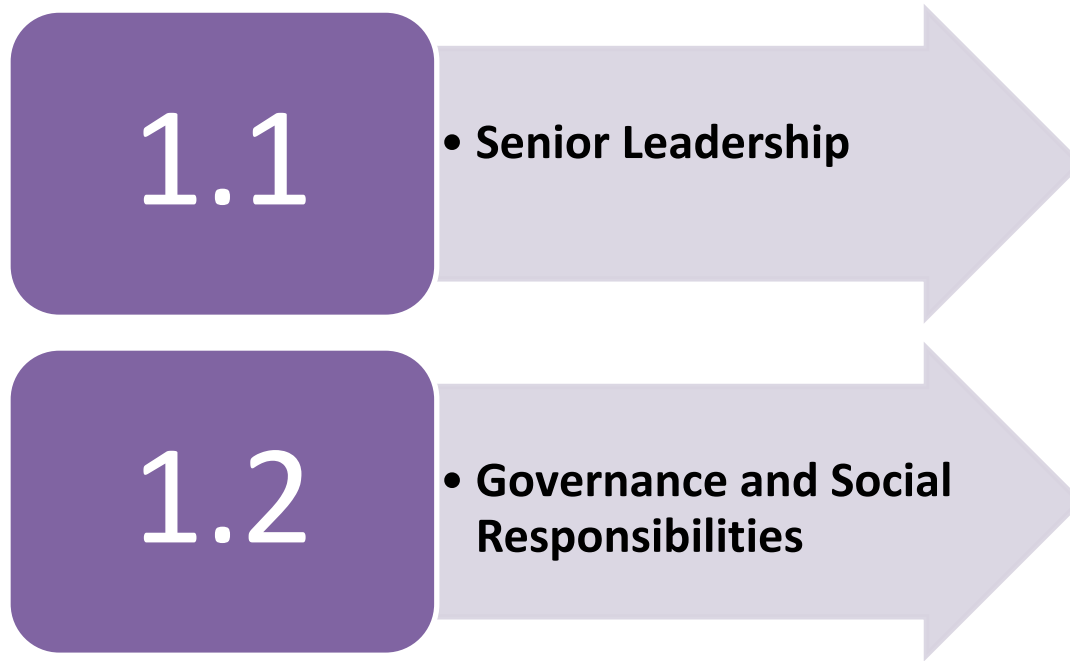 1.1
• Senior Leadership
1.2
• Governance and Social
Responsibilities